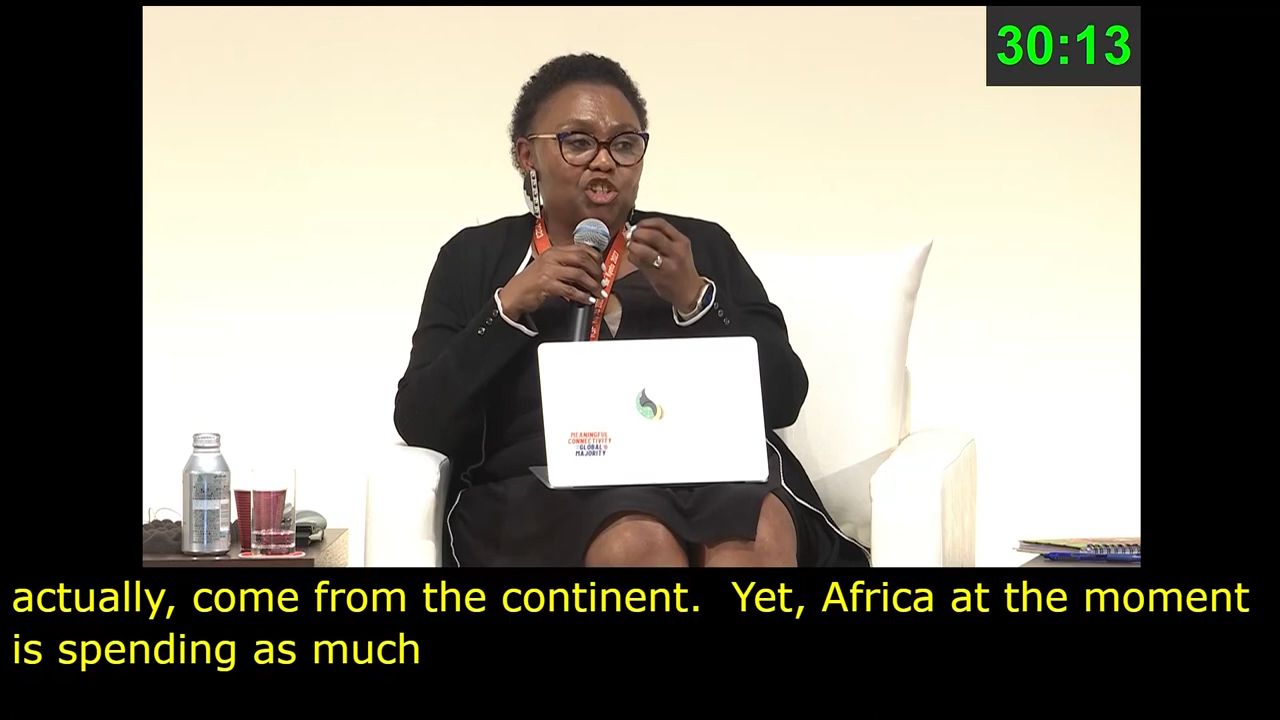 30:13
MEANINGFUL
CONNECTIVITY
GLOBAL
MAJORITY
actually, come from the continent.  Yet, Africa at the moment
is spending as much